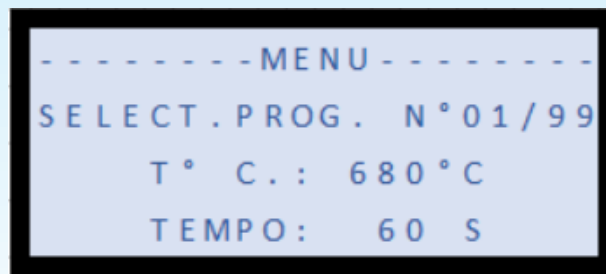 --------MENU--------
SELECT.PROG. N°01/99
T° C.: 680°C
TEMPO: 60 S